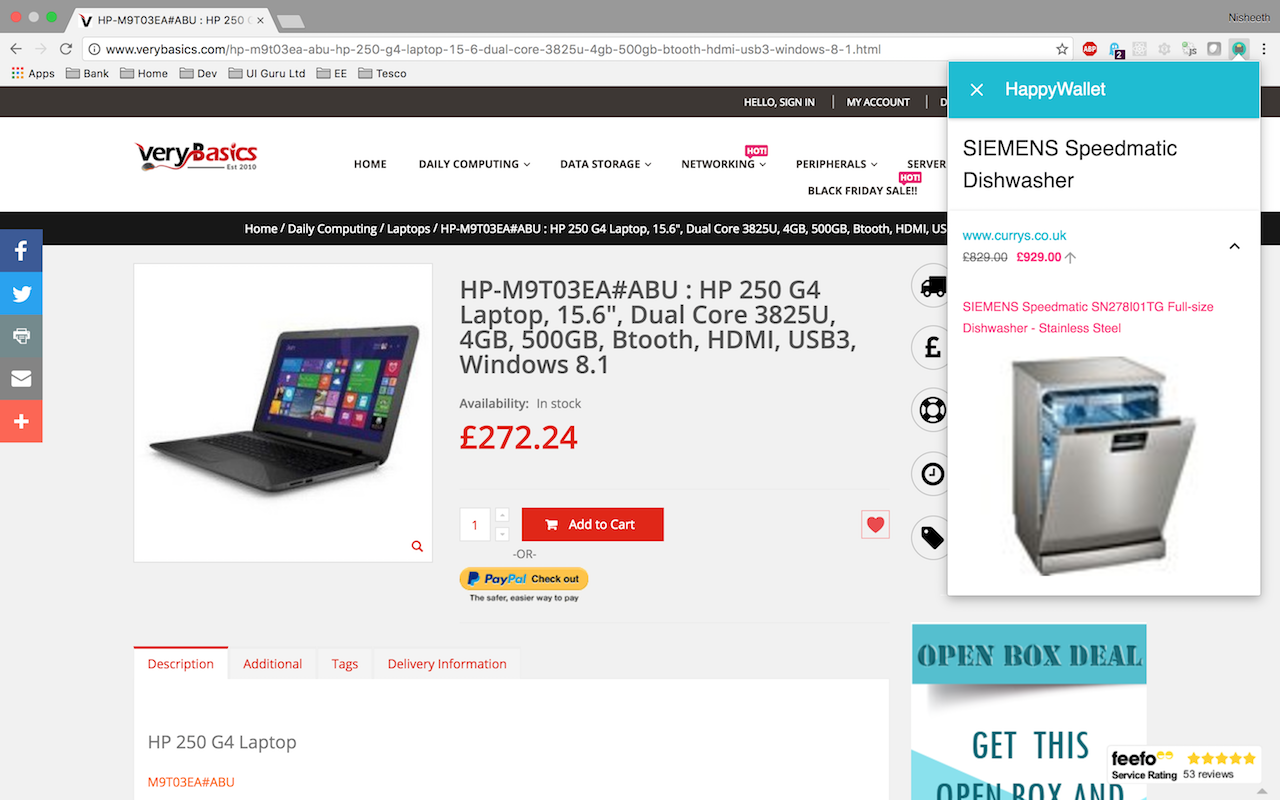 HP-M9T03EA#ABU : HP 250 G
Nisheeth
www.verybasics.com/hp-m9t03ea-abu-hp-250-g4-laptop-15-6-dual-core-3825u-4gb-500gb-btooth-hdmi-usb3-windows-8-1.html
ABP
2
js
Apps
Bank
Home
Dev
UI Guru Ltd
EE
Tesco
HELLO, SIGN IN
MY ACCOUNT
D
veryBasics
Est 2010
HOME
DAILY COMPUTING
DATA STORAGE
HOT!
NETWORKING
PERIPHERALS
SERVER
HOT!
BLACK FRIDAY SALE!!
Home / Daily Computing / Laptops / HP-M9T03EA#ABU : HP 250 G4 Laptop, 15.6", Dual Core 3825U, 4GB, 500GB, Btooth, HDMI, US
HP-M9T03EA#ABU : HP 250 G4
Laptop, 15.6", Dual Core 3825U,
4GB, 500GB, Btooth, HDMI, USB3,
Windows 8.1
Availability: In stock
£272.24
1
Add to Cart
-OR-
PayPal Check out
The safer, easier way to pay
Description
Additional
Tags
Delivery Information
HP 250 G4 Laptop
M9T03EA#ABU
HappyWallet
SIEMENS Speedmatic
Dishwasher
www.currys.co.uk
£829.00 £929.00
SIEMENS Speedmatic SN278I01TG Full-size
Dishwasher - Stainless Steel
OPEN BOX DEAL
GET THIS
OPEN BOX AND
feefo
Service Rating 53 reviews